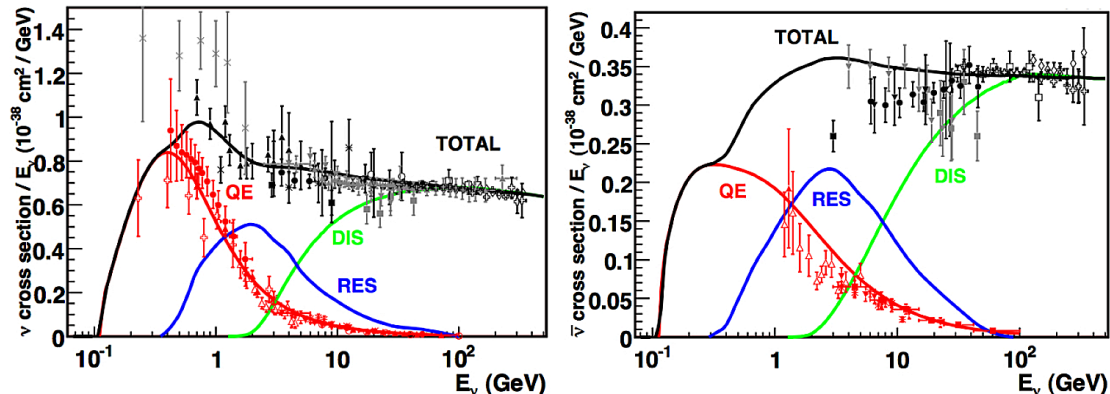 ν cross section / Eν (10⁻³⁸ cm² / GeV)
1.4
1.2
1
0.8
0.6
0.4
0.2
0
TOTAL
QE
DIS
RES
10⁻¹
1
10
10²
Eν (GeV)
ν̄ cross section / Eν (10⁻³⁸ cm² / GeV)
0.4
0.35
0.3
0.25
0.2
0.15
0.1
0.05
0
TOTAL
QE
RES
DIS
10⁻¹
1
10
10²
Eν (GeV)